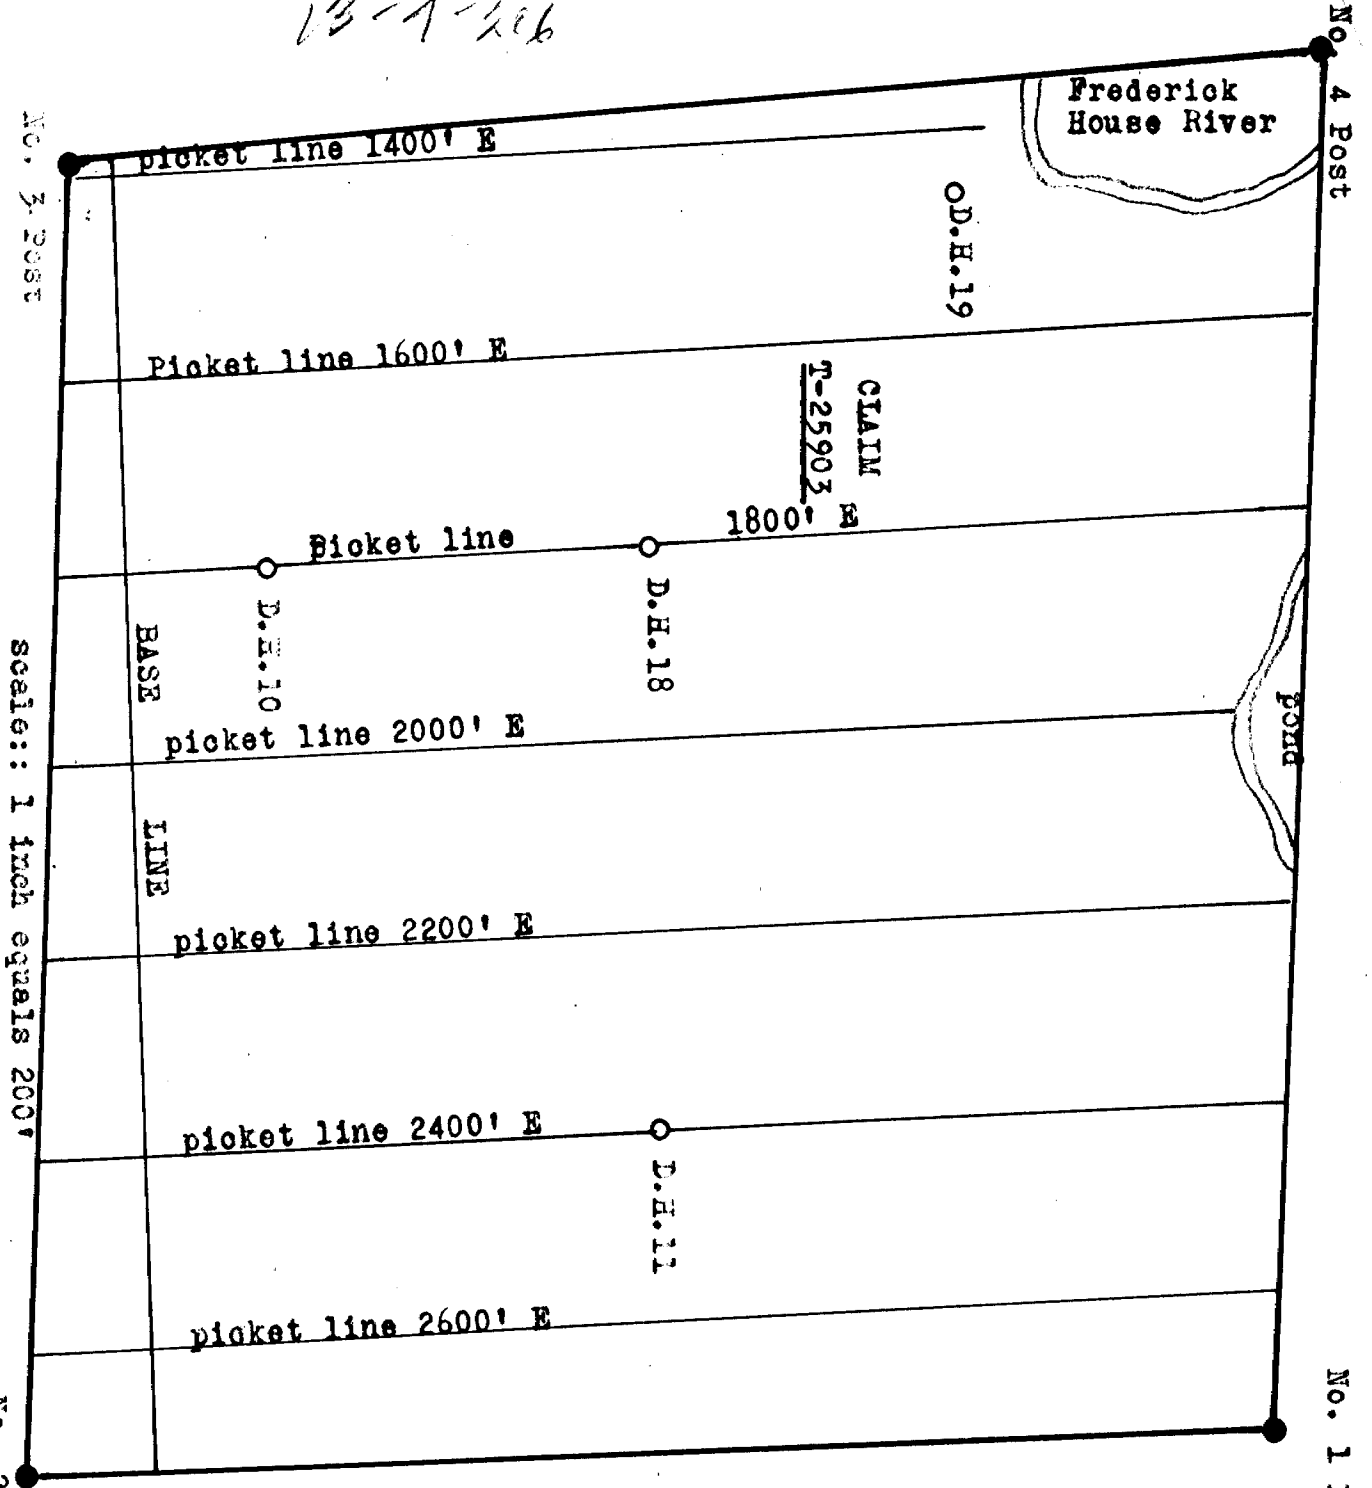 No. 4 Post
Frederick
House River
picket line 1400' E
No. 3 Post
D.H.19
Picket line 1600' E
CLAIM
T-25903
Picket line 1800' E
D.H.10
D.H.18
BASE LINE
pond
picket line 2000' E
scale:: 1 inch equals 200'
picket line 2200' E
picket line 2400' E
D.H.11
picket line 2600' E
No. 1